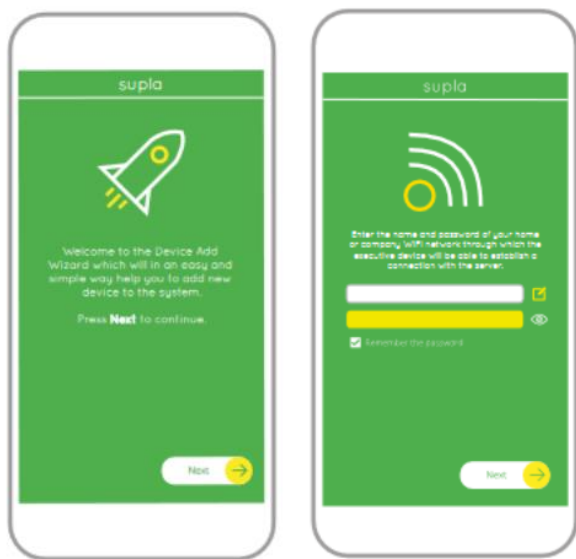 supla
Welcome to the Device Add
Wizard which will in an easy and
simple way help you to add new
device to the system.
Press Next to continue.
Next
supla
Enter the name and password of your home
or company WiFi network through which the
executive device will be able to establish a
connection with the server.
Remember the password
Next